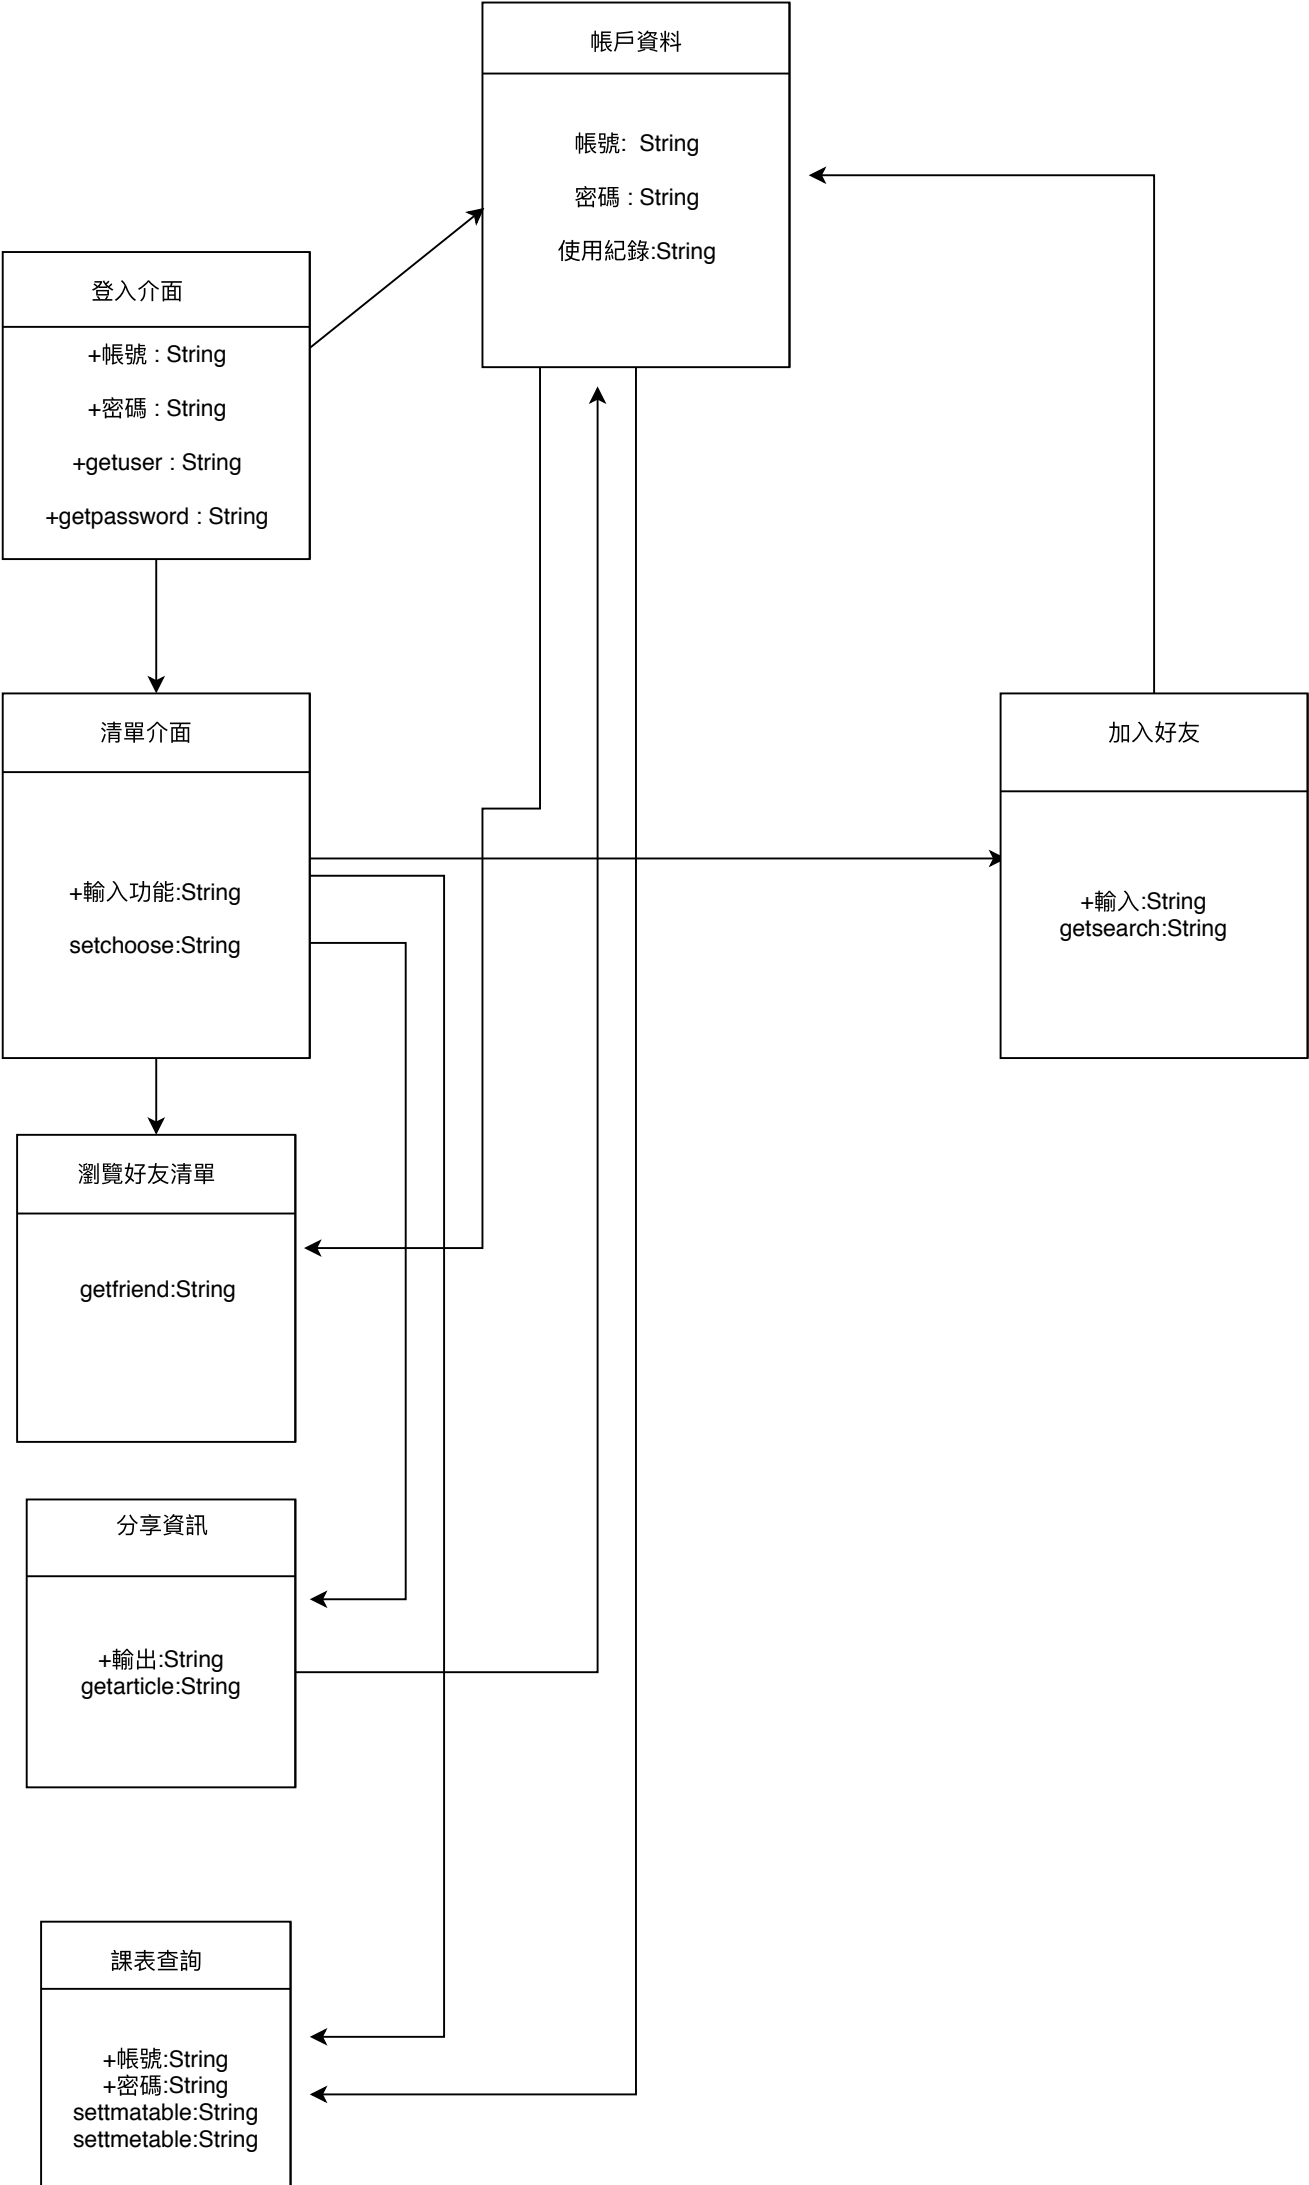 帳戶資料
帳號:  String
密碼 : String
使用紀錄:String
登入介面
+帳號 : String
+密碼 : String
+getuser : String
+getpassword : String
清單介面
+輸入功能:String
setchoose:String
加入好友
+輸入:String
getsearch:String
瀏覽好友清單
getfriend:String
分享資訊
+輸出:String
getarticle:String
課表查詢
+帳號:String
+密碼:String
settmatable:String
settmetable:String